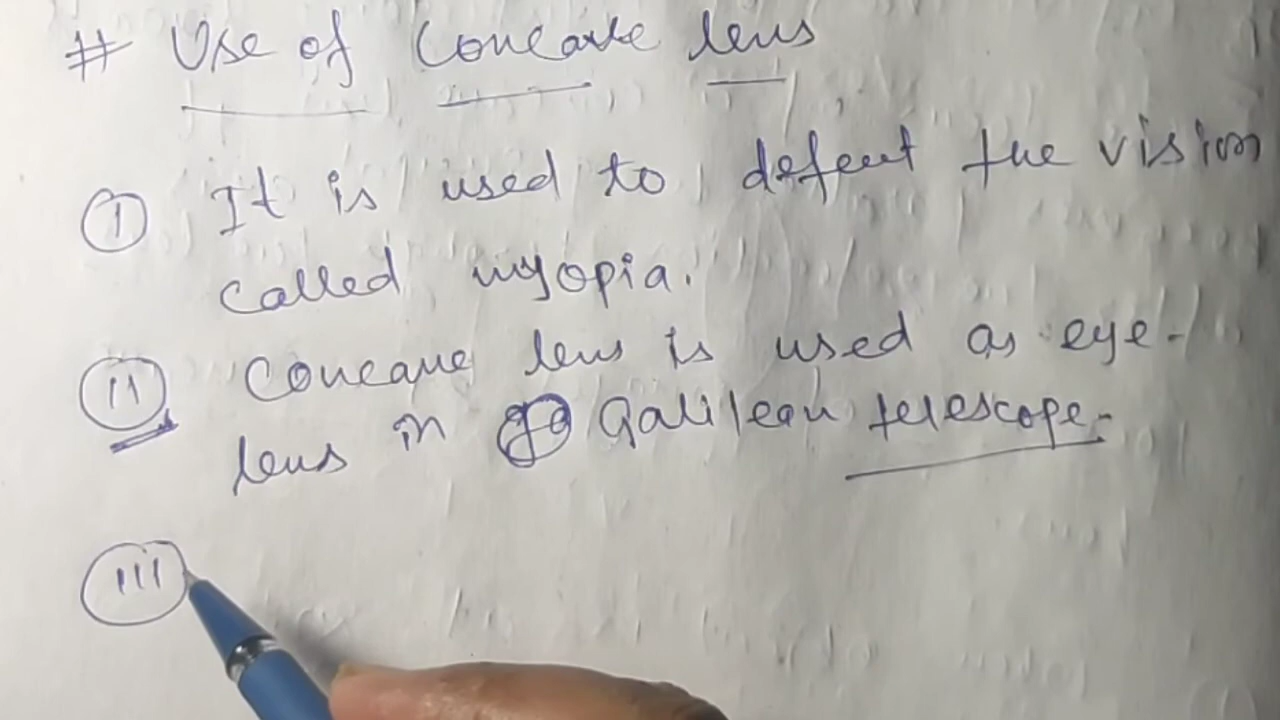 # Use of Concave lens
(I) It is used to defeat the vision
called myopia.
(II) Concave lens is used as eye-
lens in Galilean telescope.
(III)